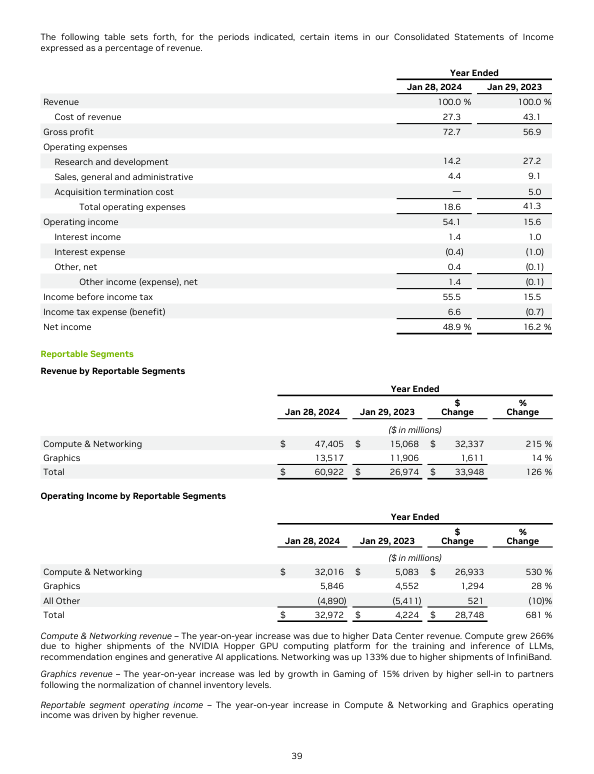 The following table sets forth, for the periods indicated, certain items in our Consolidated Statements of Income
expressed as a percentage of revenue.
Year Ended
Jan 28, 2024 Jan 29, 2023
Revenue 100.0 % 100.0 %
Cost of revenue 27.3 43.1
Gross profit 72.7 56.9
Operating expenses
Research and development 14.2 27.2
Sales, general and administrative 4.4 9.1
Acquisition termination cost — 5.0
Total operating expenses 18.6 41.3
Operating income 54.1 15.6
Interest income 1.4 1.0
Interest expense (0.4) (1.0)
Other, net 0.4 (0.1)
Other income (expense), net 1.4 (0.1)
Income before income tax 55.5 15.5
Income tax expense (benefit) 6.6 (0.7)
Net income 48.9 % 16.2 %
Reportable Segments
Revenue by Reportable Segments
Year Ended
Jan 28, 2024 Jan 29, 2023 $ Change % Change
($ in millions)
Compute & Networking $ 47,405 $ 15,068 $ 32,337 215 %
Graphics 13,517 11,906 1,611 14 %
Total $ 60,922 $ 26,974 $ 33,948 126 %
Operating Income by Reportable Segments
Year Ended
Jan 28, 2024 Jan 29, 2023 $ Change % Change
($ in millions)
Compute & Networking $ 32,016 $ 5,083 $ 26,933 530 %
Graphics 5,846 4,552 1,294 28 %
All Other (4,890) (5,411) 521 (10)%
Total $ 32,972 $ 4,224 $ 28,748 681 %
Compute & Networking revenue – The year-on-year increase was due to higher Data Center revenue. Compute grew 266%
due to higher shipments of the NVIDIA Hopper GPU computing platform for the training and inference of LLMs,
recommendation engines and generative AI applications. Networking was up 133% due to higher shipments of InfiniBand.
Graphics revenue – The year-on-year increase was led by growth in Gaming of 15% driven by higher sell-in to partners
following the normalization of channel inventory levels.
Reportable segment operating income – The year-on-year increase in Compute & Networking and Graphics operating
income was driven by higher revenue.
39